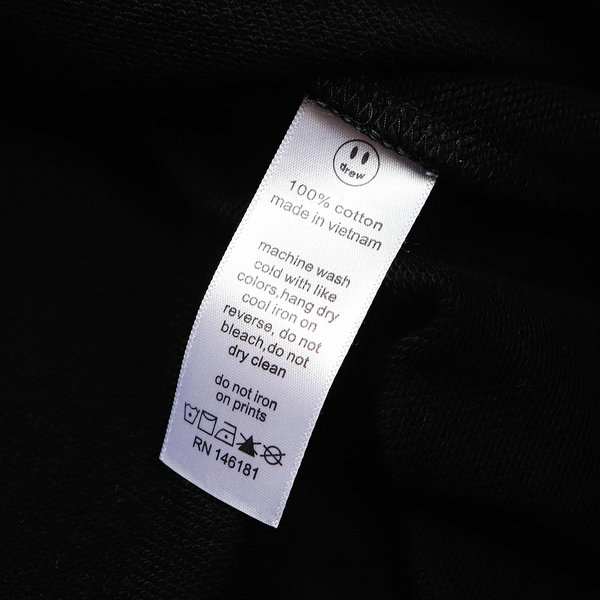 drew
100% cotton
made in vietnam
machine wash
cold with like
colors,hang dry
cool iron on
reverse, do not
bleach,do not
dry clean
do not iron
on prints
RN 146181